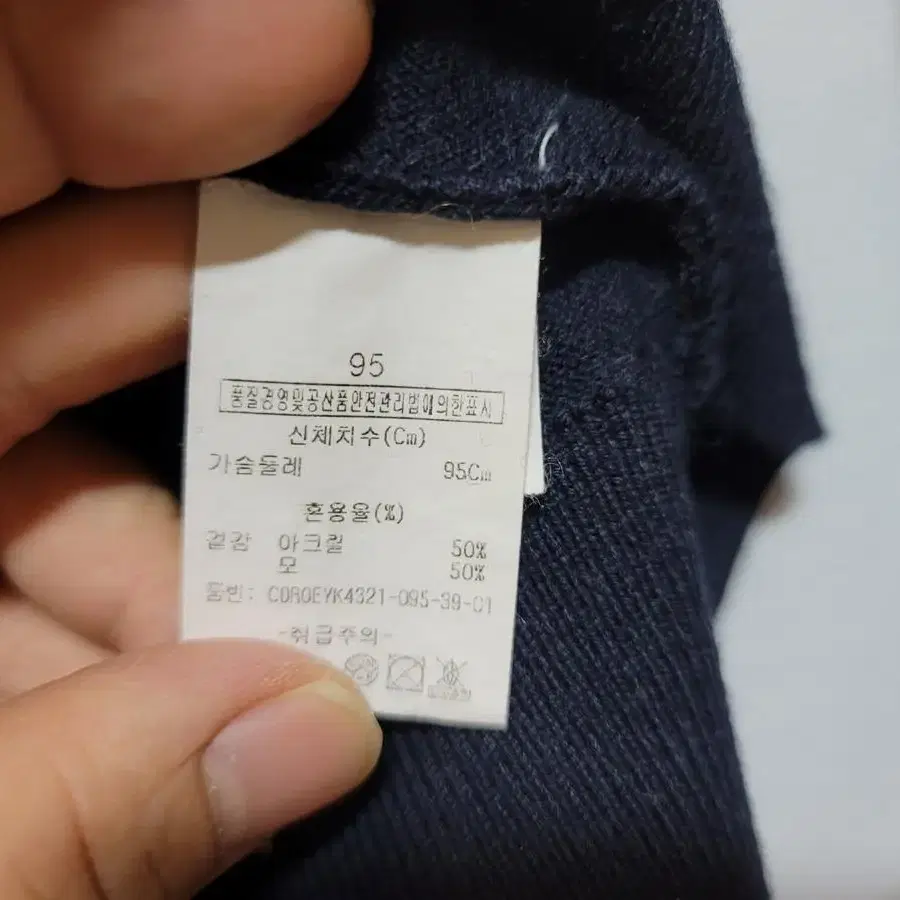 95
품질경영및공산품안전관리법에의한표시
신체치수(Cm)
가슴둘레 95Cm
혼용율(%)
겉감 아크릴 50%
모 50%
품번: COROEYK4321-095-39-01
-취급주의-